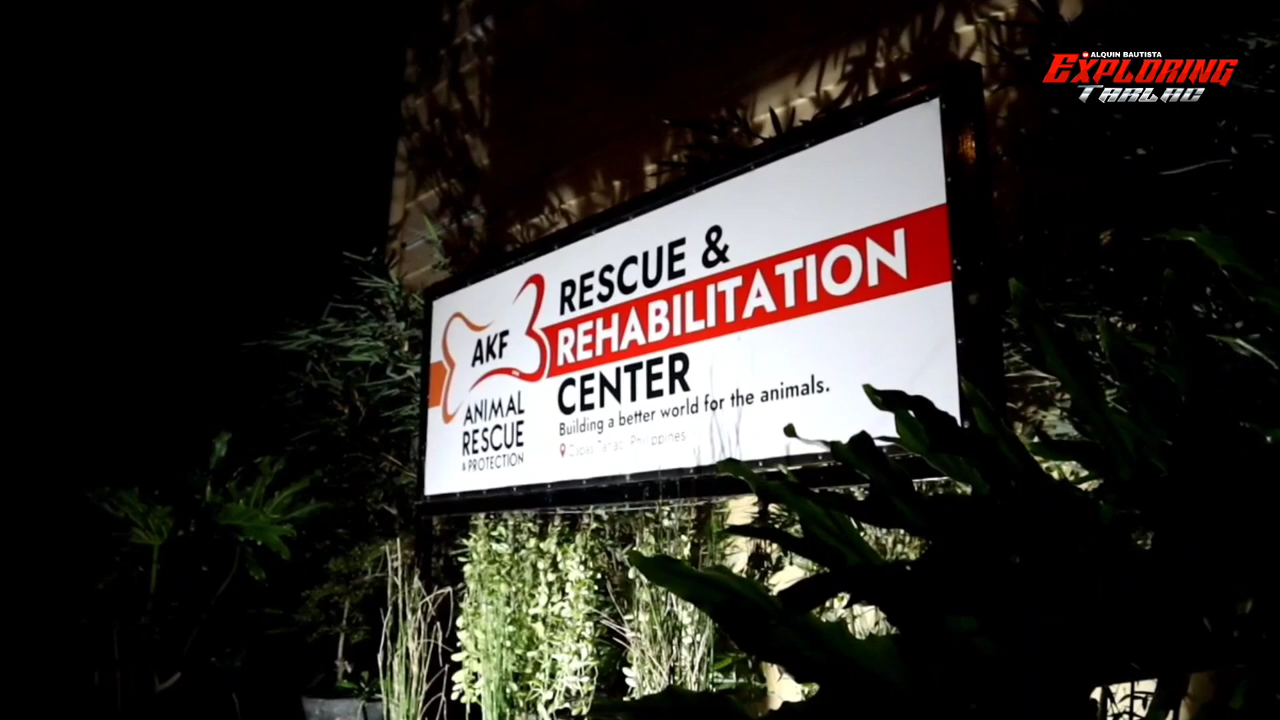 ALQUIN BAUTISTA
EXPLORING
TARLAC
RESCUE &
REHABILITATION
CENTER
Building a better world for the animals.
Capas Tarlac, Philippines
AKF
ANIMAL
RESCUE
& PROTECTION